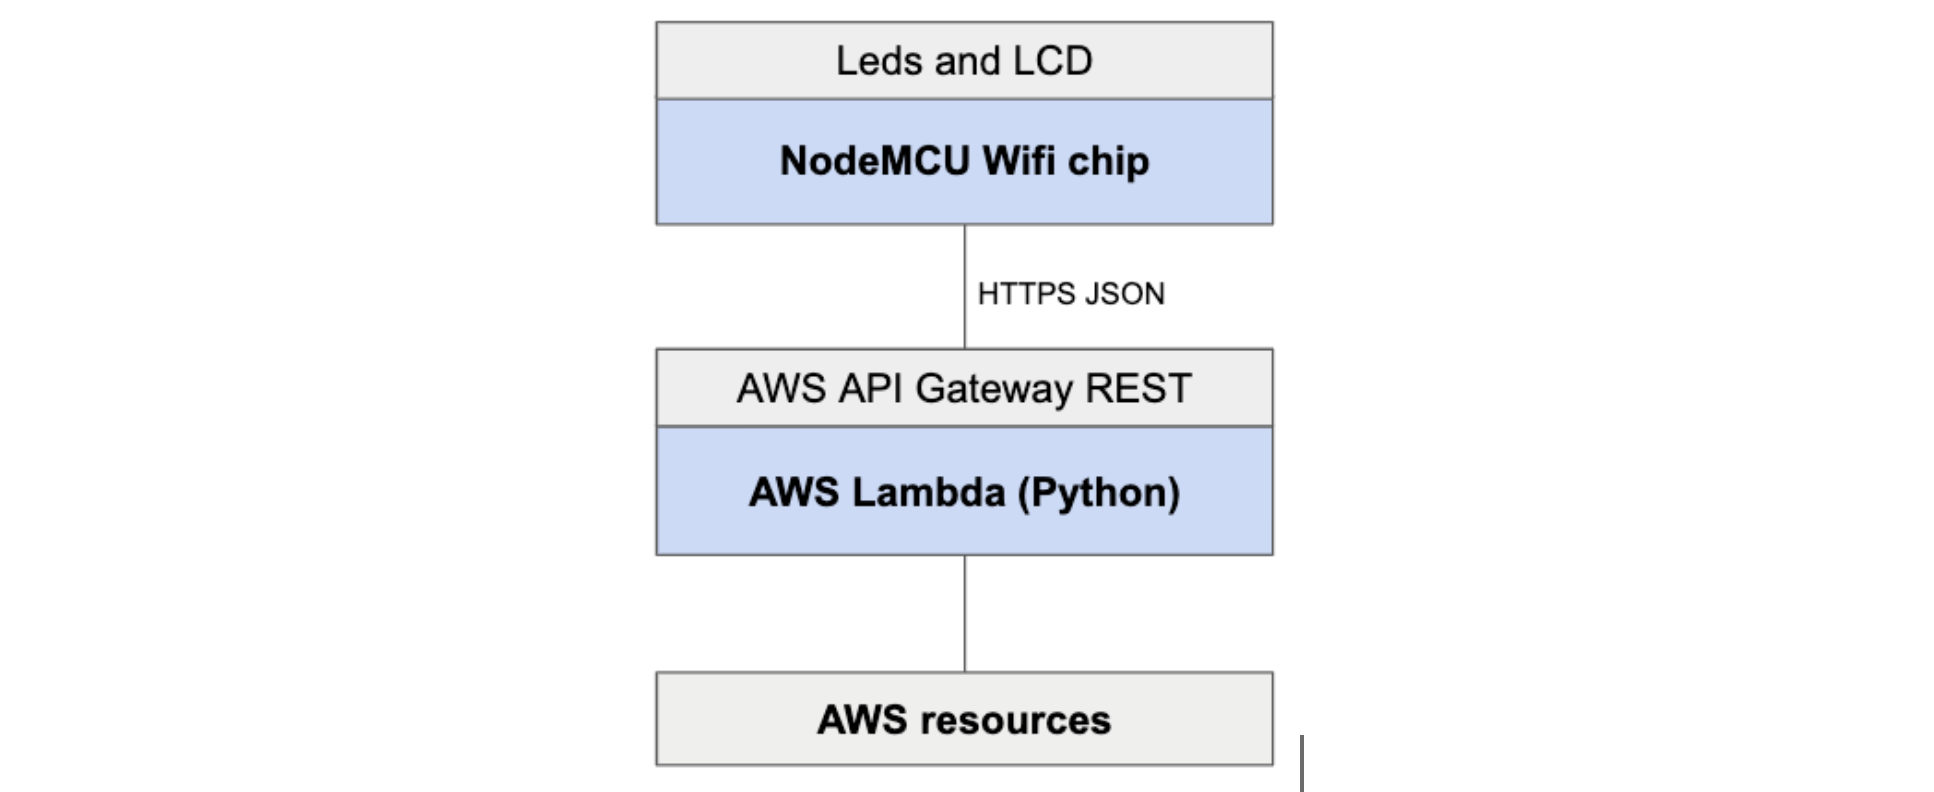 Leds and LCD
NodeMCU Wifi chip
HTTPS JSON
AWS API Gateway REST
AWS Lambda (Python)
AWS resources